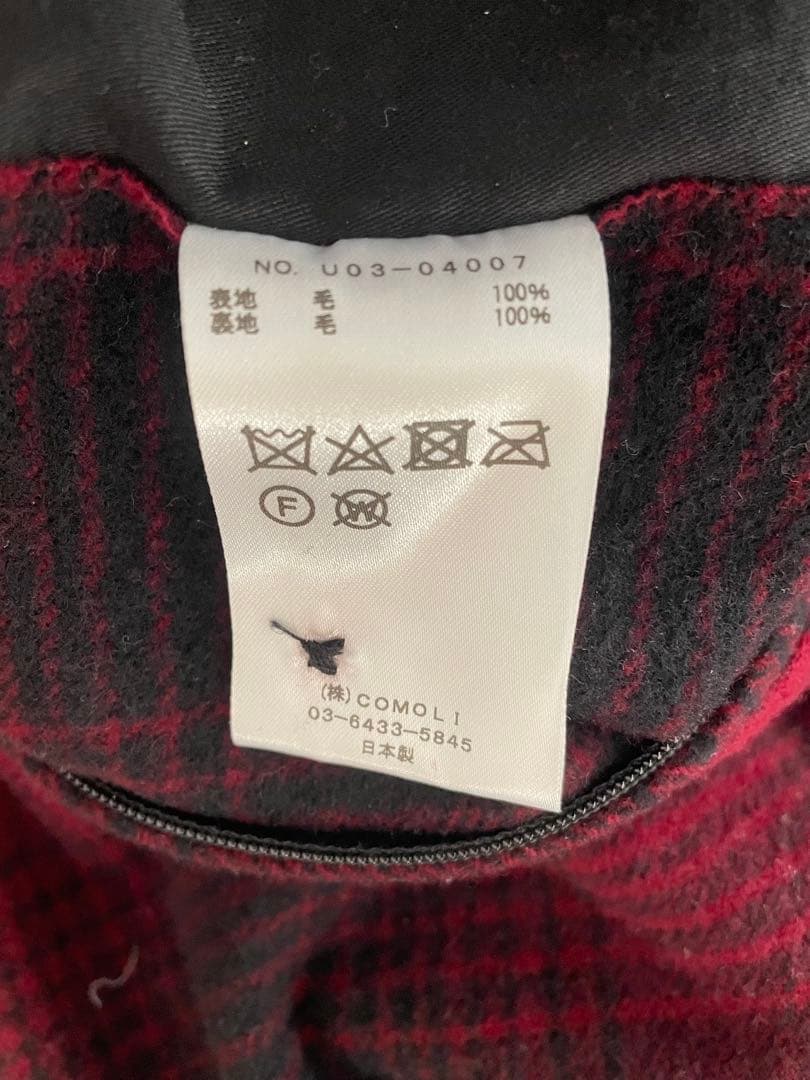 NO. U03-04007
表地 毛 100%
裏地 毛 100%
F W
(株)COMOLI
03-6433-5845
日本製